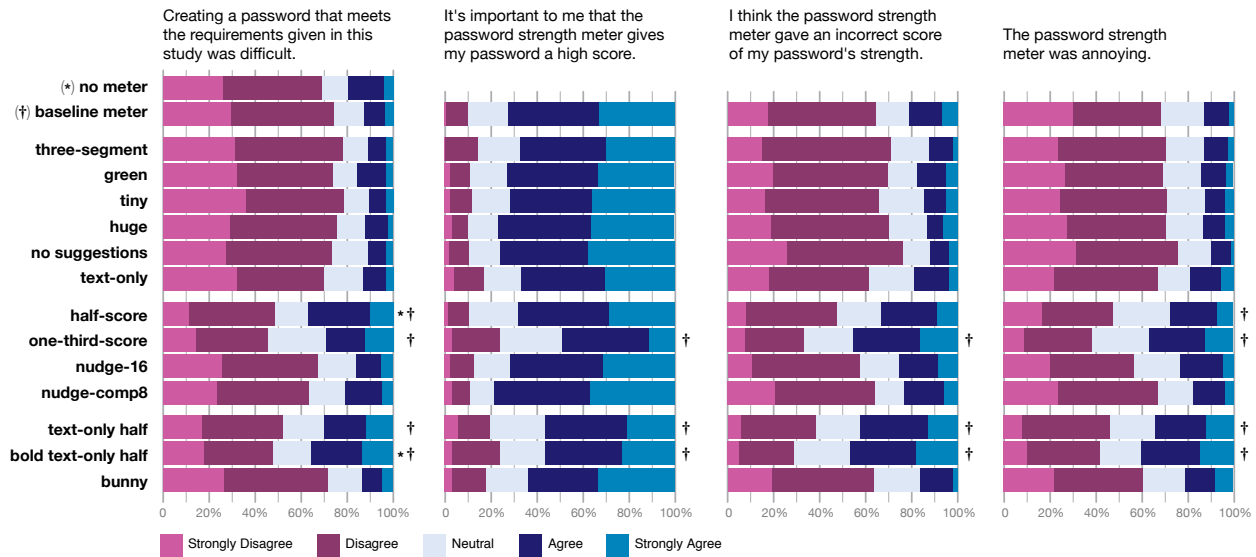 Creating a password that meets
the requirements given in this
study was difficult.
It's important to me that the
password strength meter gives
my password a high score.
I think the password strength
meter gave an incorrect score
of my password's strength.
The password strength
meter was annoying.
(*) no meter
(†) baseline meter
three-segment
green
tiny
huge
no suggestions
text-only
half-score * † †
one-third-score † † † †
nudge-16
nudge-comp8
text-only half † † † †
bold text-only half * † † † †
bunny
0 20% 40% 60% 80% 100% 0 20% 40% 60% 80% 100% 0 20% 40% 60% 80% 100% 0 20% 40% 60% 80% 100%
Strongly Disagree Disagree Neutral Agree Strongly Agree